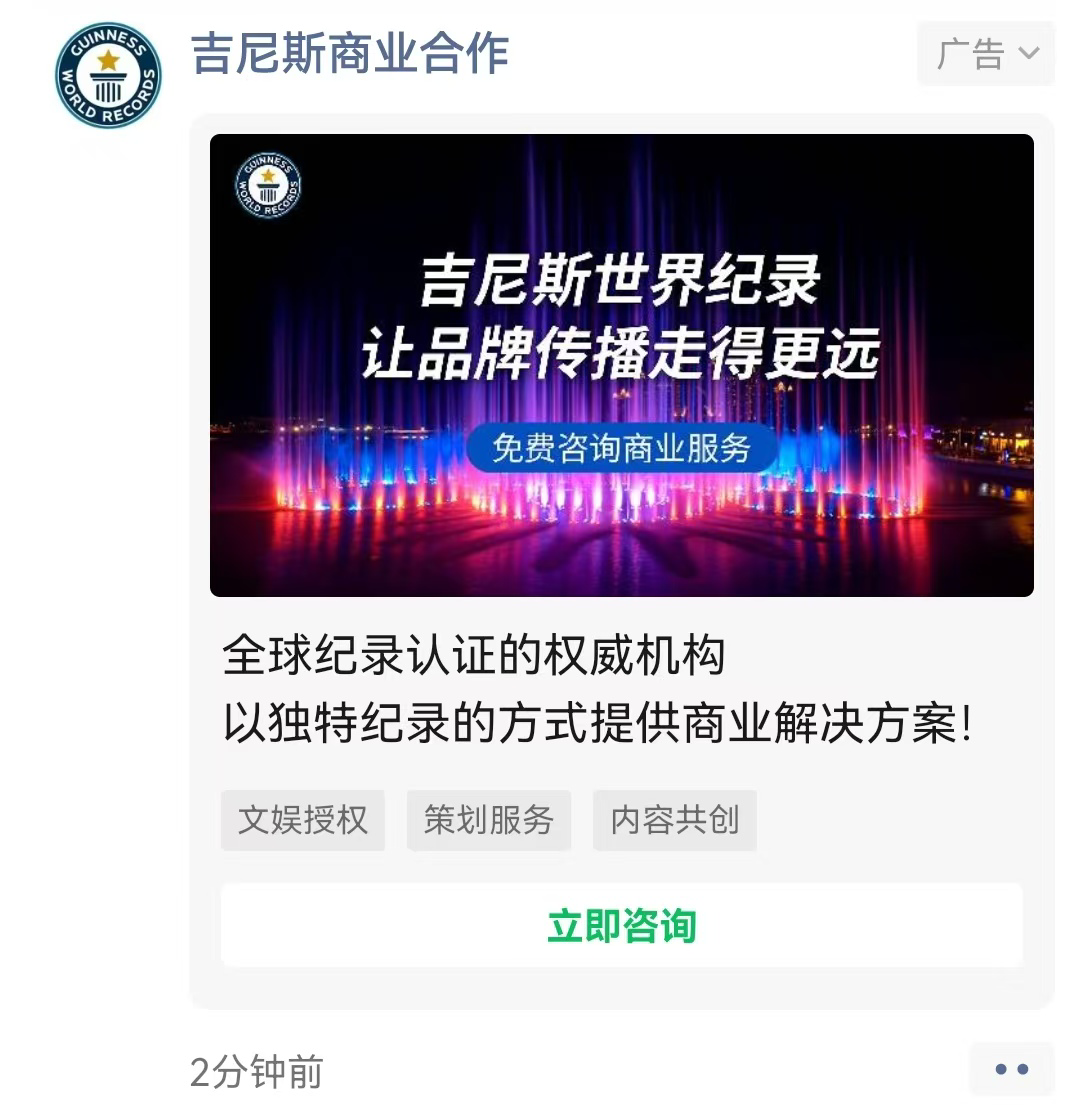 GUINNESS WORLD RECORDS
吉尼斯商业合作
广告
GUINNESS WORLD RECORDS
吉尼斯世界纪录
让品牌传播走得更远
免费咨询商业服务
全球纪录认证的权威机构
以独特纪录的方式提供商业解决方案!
文娱授权
策划服务
内容共创
立即咨询
2分钟前